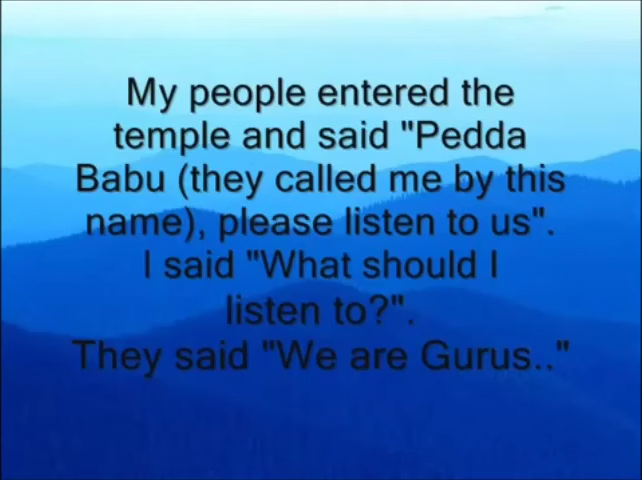 My people entered the
temple and said "Pedda
Babu (they called me by this
name), please listen to us".
I said "What should I
listen to?".
They said "We are Gurus.."